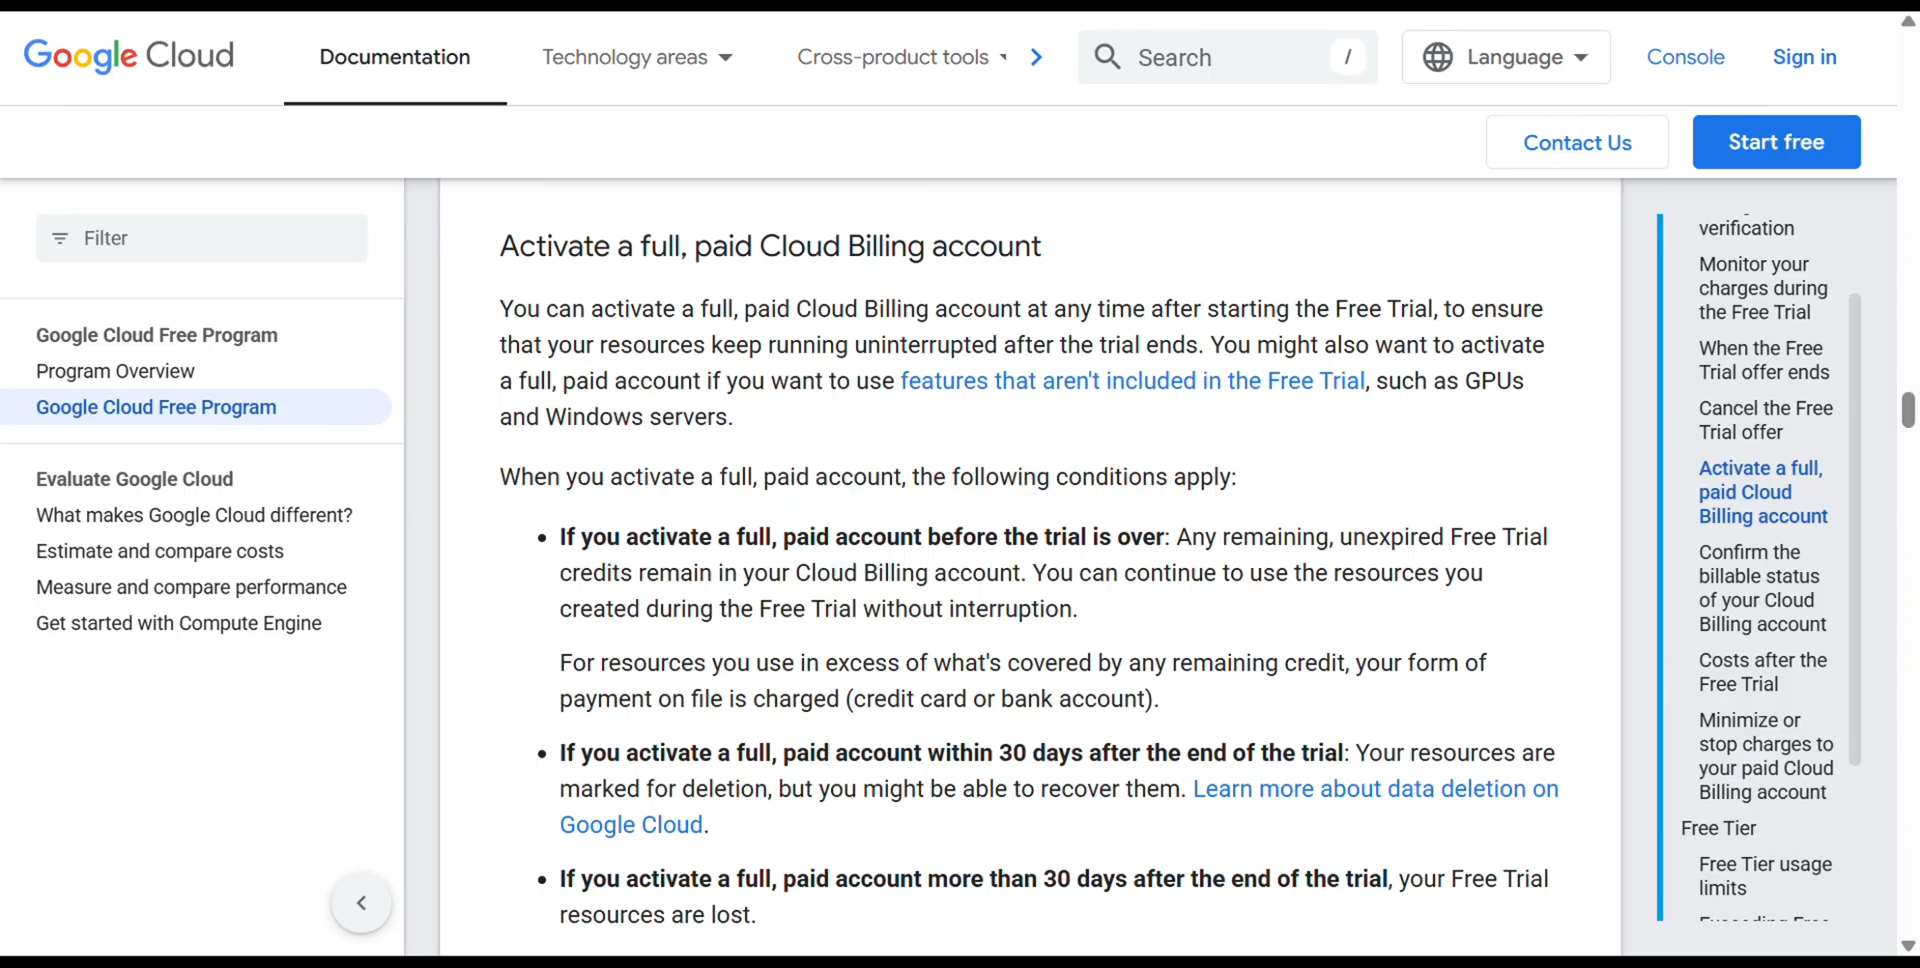 Google Cloud
Documentation
Technology areas
Cross-product tools
Search
/
Language
Console
Sign in
Contact Us
Start free
Filter
Google Cloud Free Program
Program Overview
Google Cloud Free Program
Evaluate Google Cloud
What makes Google Cloud different?
Estimate and compare costs
Measure and compare performance
Get started with Compute Engine
Activate a full, paid Cloud Billing account
You can activate a full, paid Cloud Billing account at any time after starting the Free Trial, to ensure
that your resources keep running uninterrupted after the trial ends. You might also want to activate
a full, paid account if you want to use features that aren't included in the Free Trial, such as GPUs
and Windows servers.
When you activate a full, paid account, the following conditions apply:
• If you activate a full, paid account before the trial is over: Any remaining, unexpired Free Trial
credits remain in your Cloud Billing account. You can continue to use the resources you
created during the Free Trial without interruption.
For resources you use in excess of what's covered by any remaining credit, your form of
payment on file is charged (credit card or bank account).
• If you activate a full, paid account within 30 days after the end of the trial: Your resources are
marked for deletion, but you might be able to recover them. Learn more about data deletion on
Google Cloud.
• If you activate a full, paid account more than 30 days after the end of the trial, your Free Trial
resources are lost.
verification
Monitor your
charges during
the Free Trial
When the Free
Trial offer ends
Cancel the Free
Trial offer
Activate a full,
paid Cloud
Billing account
Confirm the
billable status
of your Cloud
Billing account
Costs after the
Free Trial
Minimize or
stop charges to
your paid Cloud
Billing account
Free Tier
Free Tier usage
limits